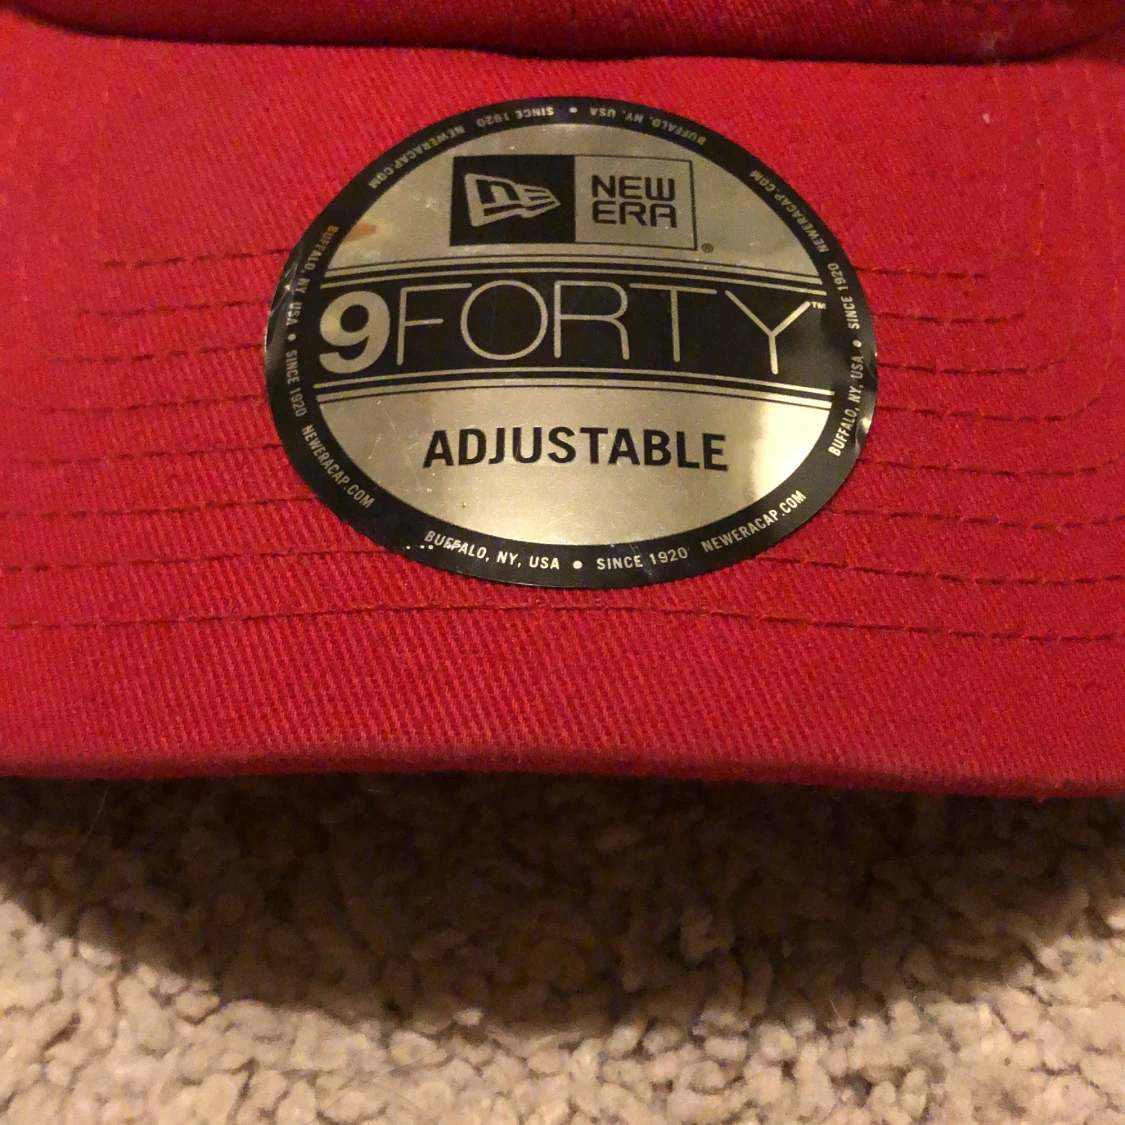 NEW
ERA®
9FORTY™
ADJUSTABLE
BUFFALO, NY, USA • SINCE 1920 NEWERACAP.COM
BUFFALO, NY, USA • SINCE 1920 NEWERACAP.COM
BUFFALO, NY, USA • SINCE 1920 NEWERACAP.COM
BUFFALO, NY, USA • SINCE 1920 NEWERACAP.COM